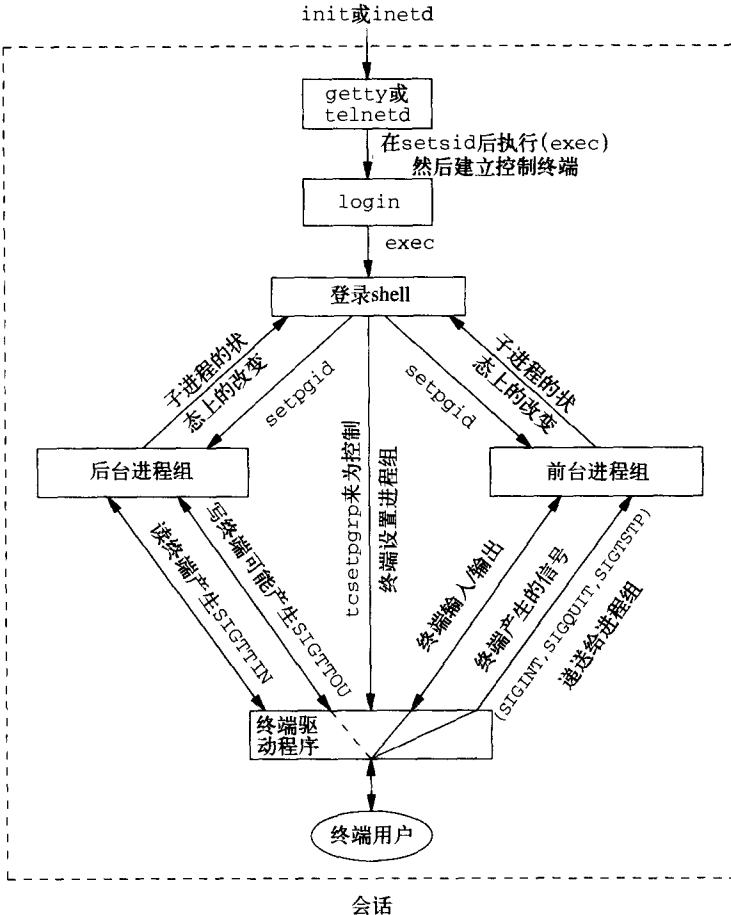 init或inetd
getty或
telnetd
在setsid后执行(exec)
然后建立控制终端
login
exec
登录shell
子进程的状
态上的改变
setpgid
setpgid
子进程的状
态上的改变
后台进程组
tcsetpgrp来为控制
终端设置进程组
前台进程组
读终端产生SIGTTIN
写终端可能产生SIGTTOU
终端输入/输出
终端产生的信号
(SIGINT,SIGQUIT,SIGTSTP)
递送给进程组
终端驱
动程序
终端用户
会话